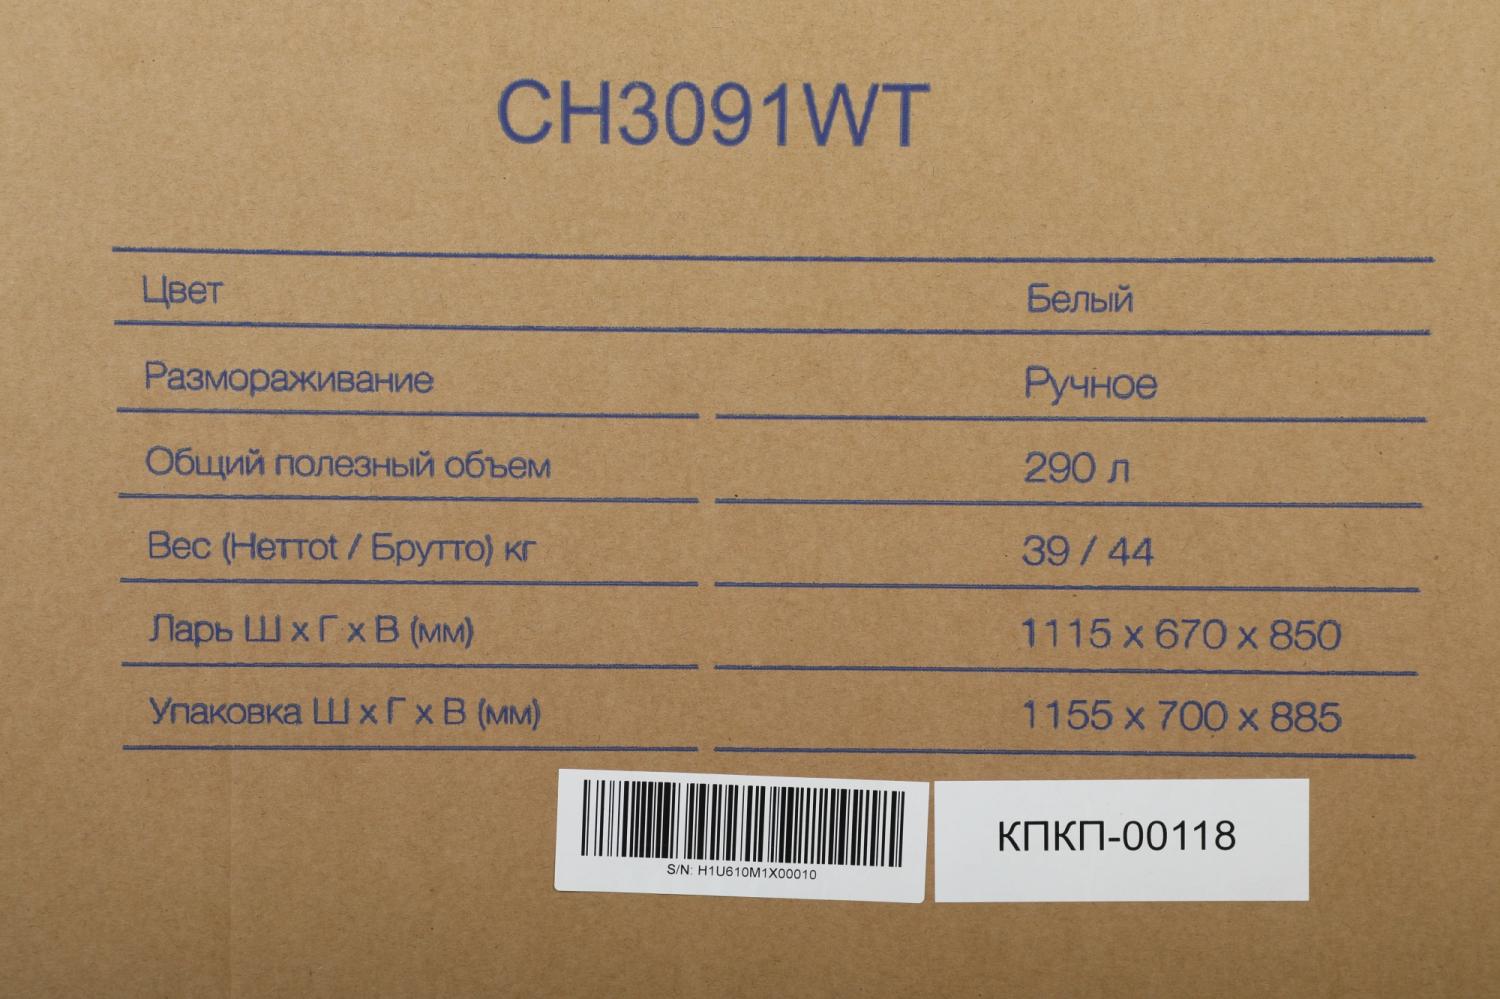 CH3091WT
Цвет Белый
Размораживание Ручное
Общий полезный объем 290 л
Вес (Неттоt / Брутто) кг 39 / 44
Ларь Ш х Г х В (мм) 1115 x 670 x 850
Упаковка Ш х Г х В (мм) 1155 x 700 x 885
S/N: H1U610M1X00010
КПКП-00118